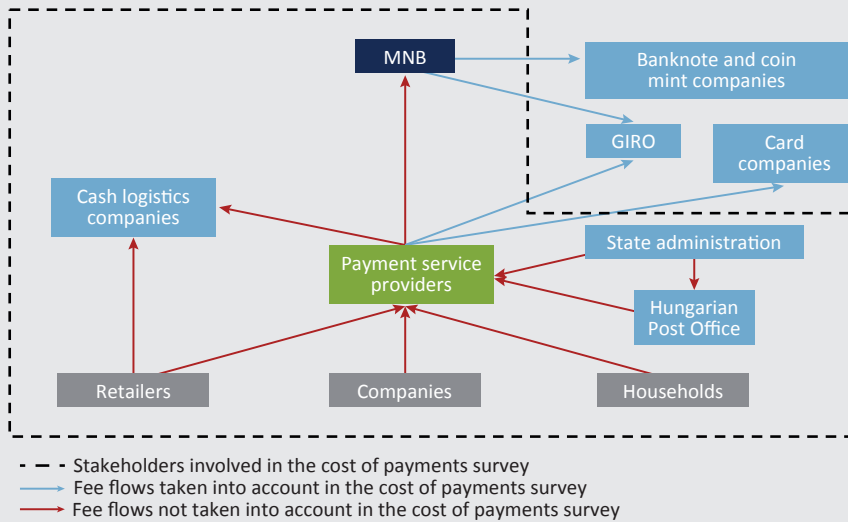 MNB
Banknote and coin
mint companies
GIRO
Card
companies
Cash logistics
companies
State administration
Payment service
providers
Hungarian
Post Office
Retailers
Companies
Households
Stakeholders involved in the cost of payments survey
Fee flows taken into account in the cost of payments survey
Fee flows not taken into account in the cost of payments survey